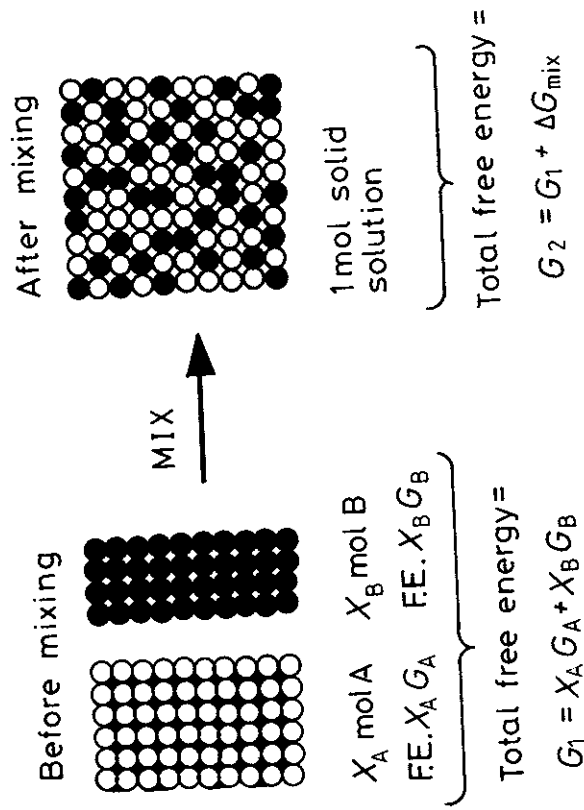 Before mixing
MIX
After mixing
X_A mol A X_B mol B
F.E. X_A G_A F.E. X_B G_B
Total free energy =
G_1 = X_A G_A + X_B G_B
1 mol solid
solution
Total free energy =
G_2 = G_1 + ΔG_mix